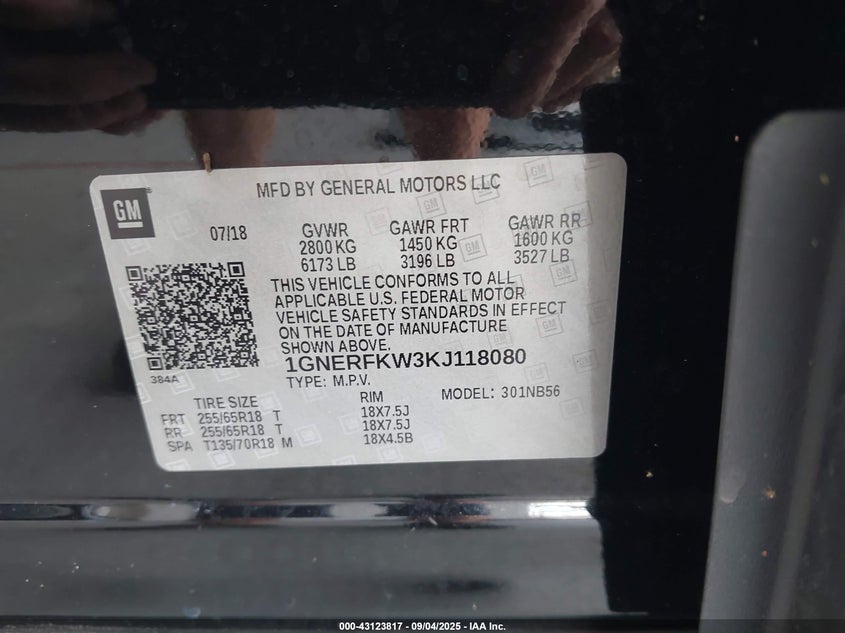 GM
MFD BY GENERAL MOTORS LLC
07/18
GVWR GAWR FRT GAWR RR
2800 KG 1450 KG 1600 KG
6173 LB 3196 LB 3527 LB
THIS VEHICLE CONFORMS TO ALL
APPLICABLE U.S. FEDERAL MOTOR
VEHICLE SAFETY STANDARDS IN EFFECT
ON THE DATE OF MANUFACTURE
SHOWN ABOVE.
384A
1GNERFKW3KJ118080
TYPE: M.P.V. MODEL: 301NB56
TIRE SIZE RIM
FRT 255/65R18 T 18X7.5J
RR 255/65R18 T 18X7.5J
SPA T135/70R18 M 18X4.5B
000-43123817 - 09/04/2025 - IAA Inc.